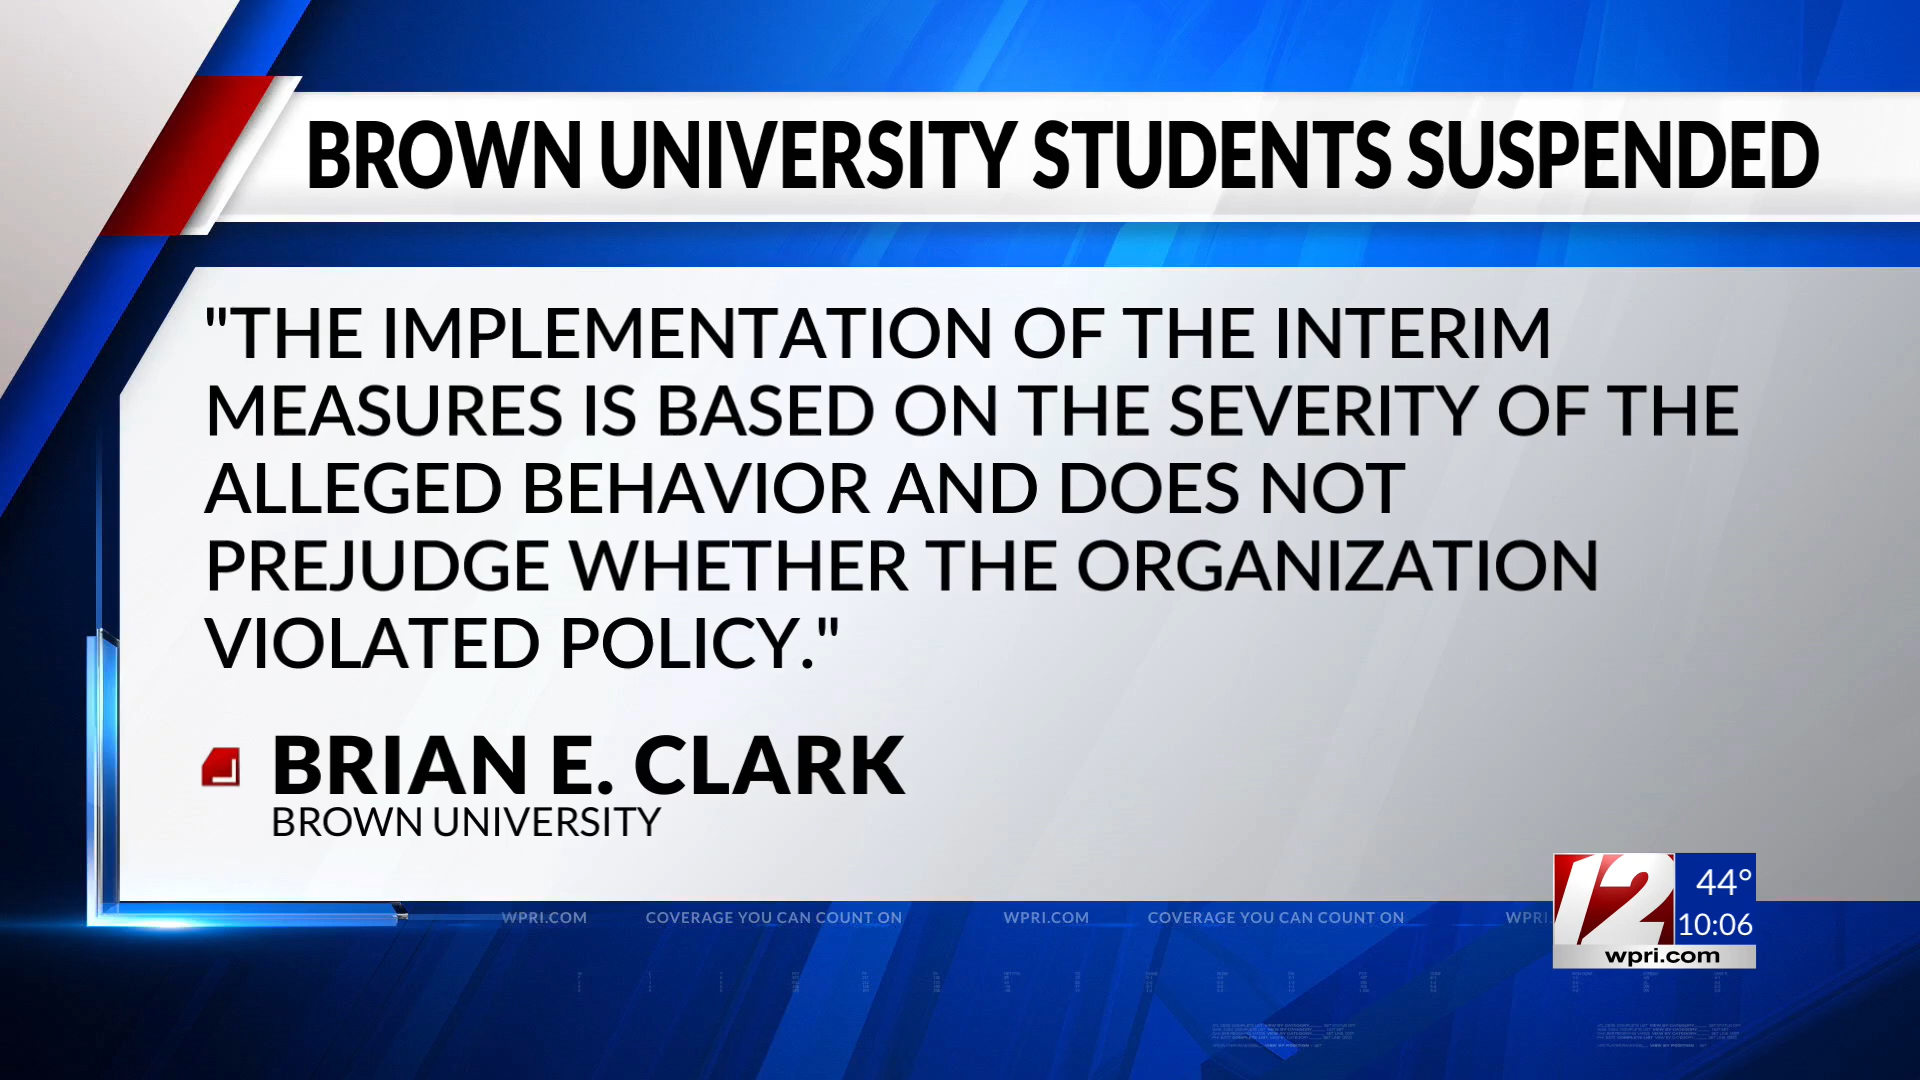 BROWN UNIVERSITY STUDENTS SUSPENDED
"THE IMPLEMENTATION OF THE INTERIM
MEASURES IS BASED ON THE SEVERITY OF THE
ALLEGED BEHAVIOR AND DOES NOT
PREJUDGE WHETHER THE ORGANIZATION
VIOLATED POLICY."
BRIAN E. CLARK
BROWN UNIVERSITY
12
44°
10:06
wpri.com
WPRI.COM COVERAGE YOU CAN COUNT ON WPRI.COM COVERAGE YOU CAN COUNT ON WPRI.